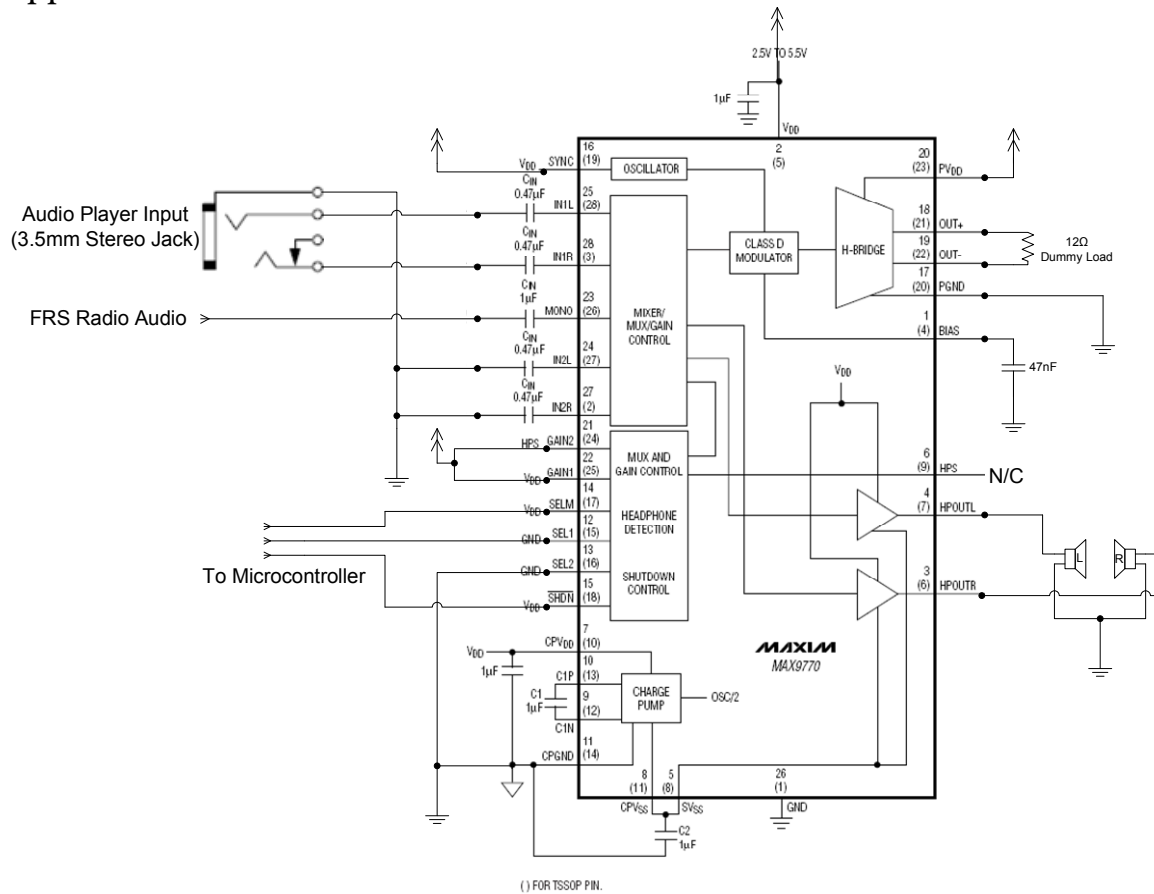 2.5V TO 5.5V
1µF
VDD
2
(5)
16
(19)
VDD
SYNC
OSCILLATOR
20
(23)
PVDD
CIN
0.47µF
25
(28)
IN1L
Audio Player Input
(3.5mm Stereo Jack)
CIN
0.47µF
28
(3)
IN1R
CLASS D
MODULATOR
H-BRIDGE
18
(21)
OUT+
19
(22)
OUT-
12Ω
Dummy Load
17
(20)
PGND
CIN
1µF
FRS Radio Audio
23
(26)
MONO
MIXER/
MUX/GAIN
CONTROL
1
(4)
BIAS
47nF
CIN
0.47µF
24
(27)
IN2L
CIN
0.47µF
27
(2)
IN2R
VDD
21
(24)
HPS
GAIN2
22
(25)
VDD
GAIN1
MUX AND
GAIN CONTROL
6
(9)
HPS
N/C
14
(17)
VDD
SELM
HEADPHONE
DETECTION
4
(7)
HPOUTL
12
(15)
GND
SEL1
L
R
13
(16)
GND
SEL2
To Microcontroller
SHUTDOWN
CONTROL
15
(18)
VDD
SHDN
3
(6)
HPOUTR
7
(10)
VDD
CPVDD
1µF
MAXIM
MAX9770
10
(13)
C1P
C1
1µF
9
(12)
C1N
CHARGE
PUMP
OSC/2
11
(14)
CPGND
8
(11)
CPVSS
5
(8)
SVSS
26
(1)
GND
C2
1µF
( ) FOR TSSOP PIN.